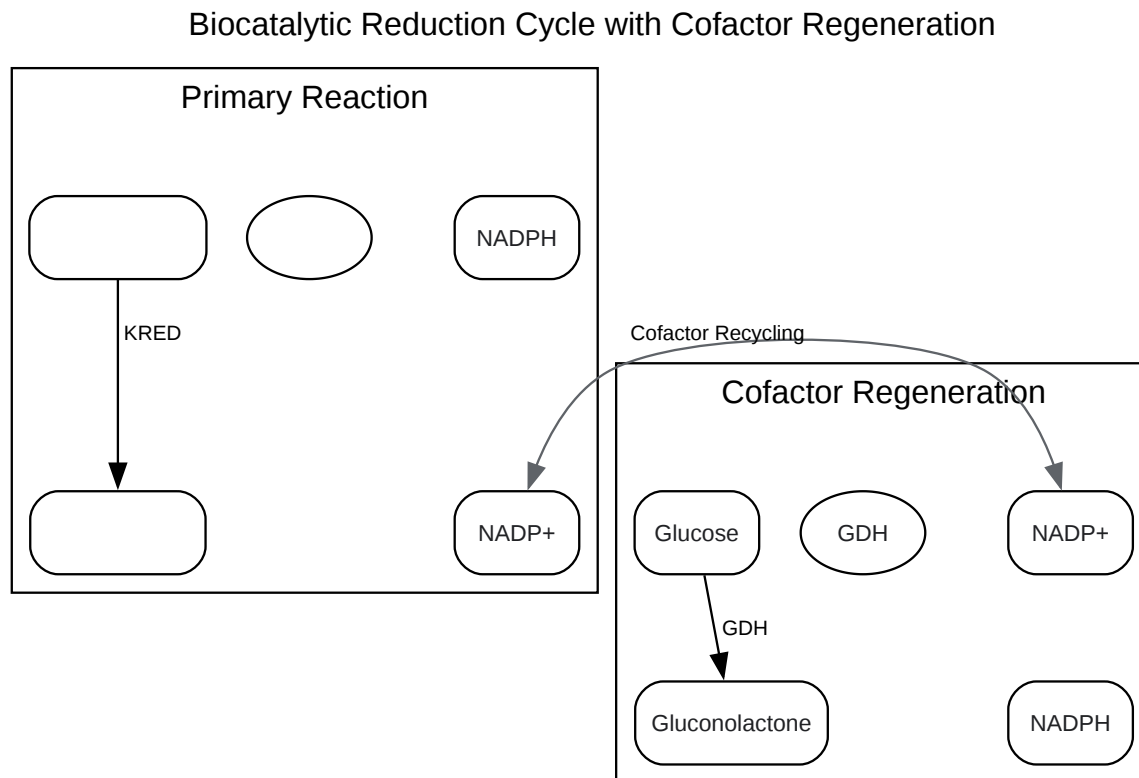 Biocatalytic Reduction Cycle with Cofactor Regeneration
Primary Reaction
NADPH
KRED
NADP+
Cofactor Recycling
Cofactor Regeneration
Glucose
GDH
NADP+
GDH
Gluconolactone
NADPH